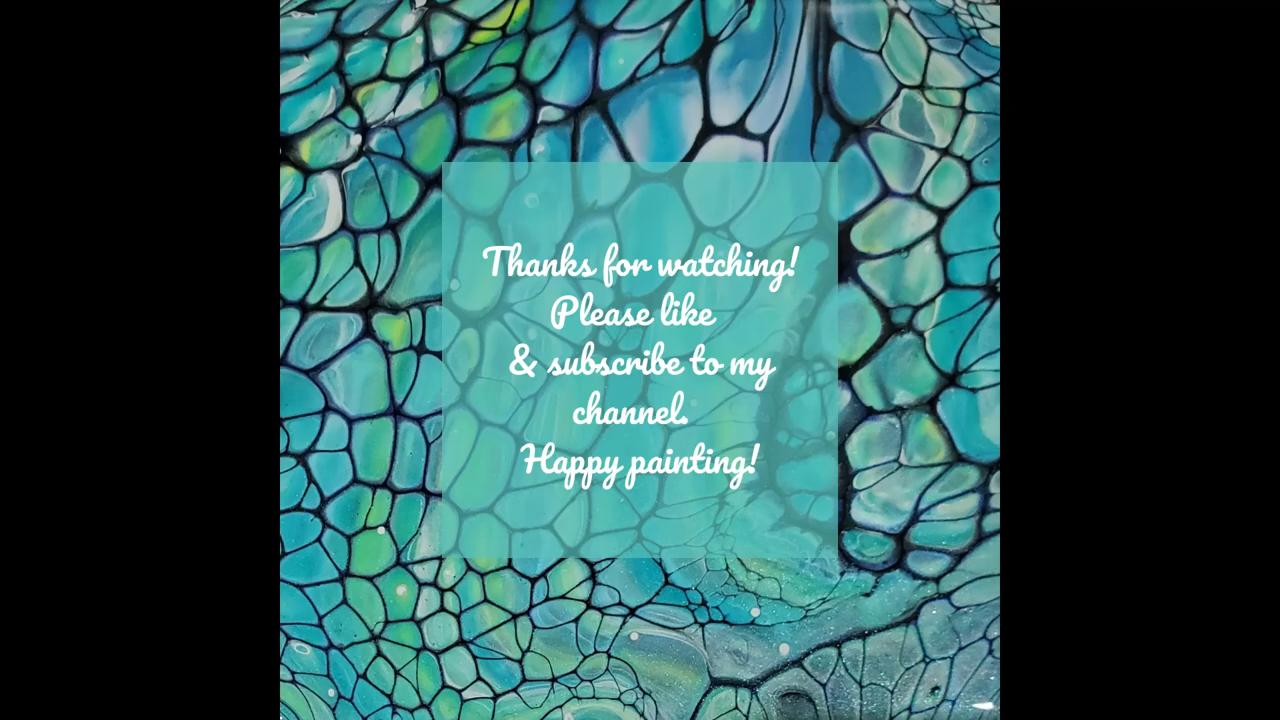 Thanks for watching!
Please like
& subscribe to my
channel.
Happy painting!